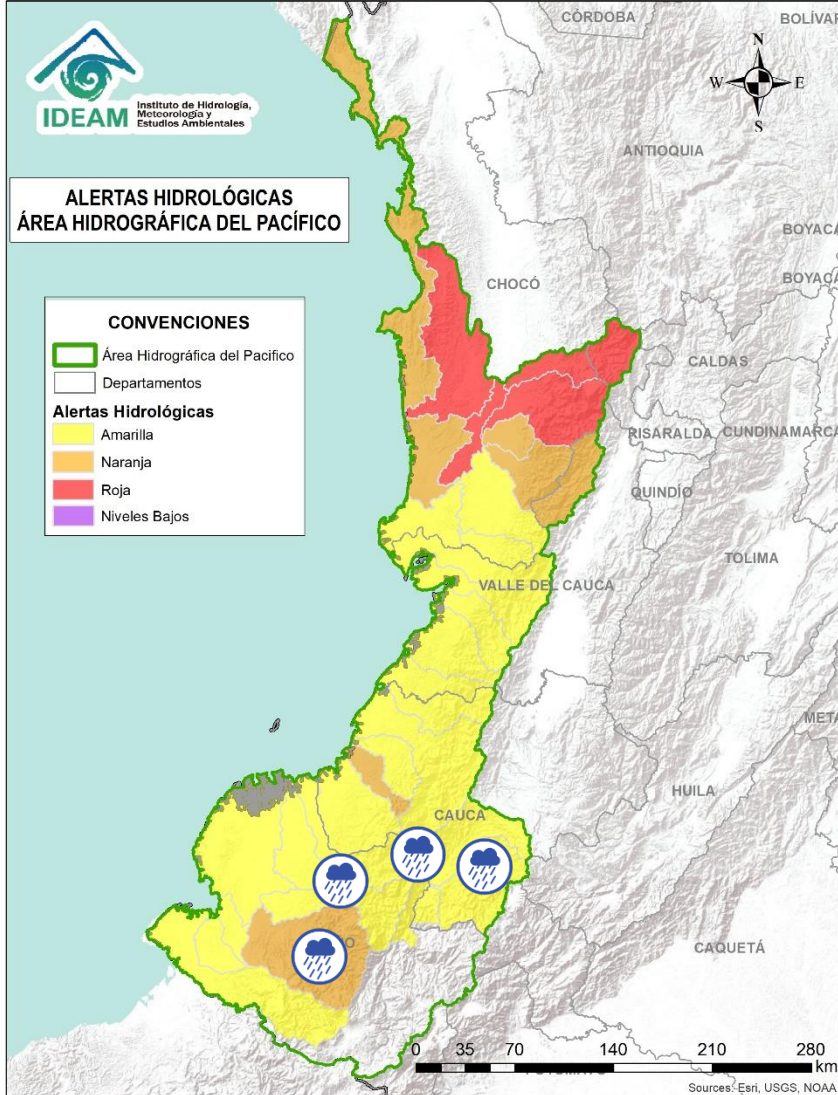 CÓRDOBA
BOLÍVAR
IDEAM
Instituto de Hidrología,
Meteorología y
Estudios Ambientales
N
W
E
S
ANTIOQUIA
ALERTAS HIDROLÓGICAS
ÁREA HIDROGRÁFICA DEL PACÍFICO
BOYACÁ
BOYACÁ
CHOCÓ
CONVENCIONES
Área Hidrográfica del Pacifico
Departamentos
Alertas Hidrológicas
Amarilla
Naranja
Roja
Niveles Bajos
CALDAS
RISARALDA
CUNDINAMARCA
QUINDÍO
TOLIMA
VALLE DEL CAUCA
META
HUILA
CAUCA
CAQUETÁ
0 35 70 140 210 280
km
Sources: Esri, USGS, NOAA